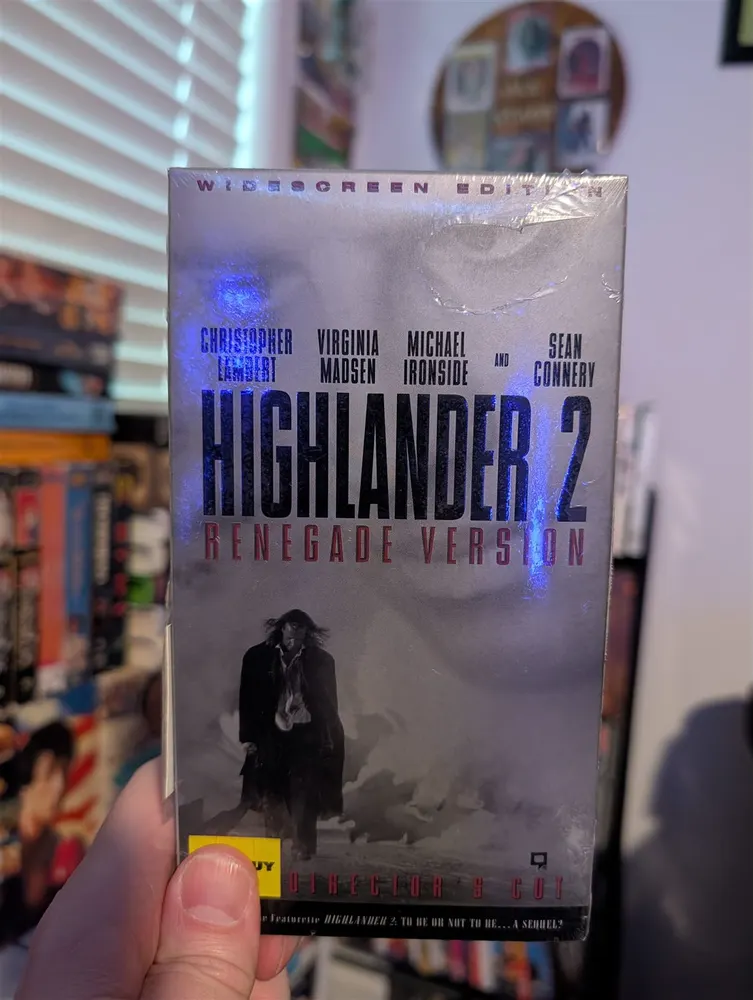 WIDESCREEN EDITION
CHRISTOPHER LAMBERT
VIRGINIA MADSEN
MICHAEL IRONSIDE
AND
SEAN CONNERY
HIGHLANDER 2
RENEGADE VERSION
UY
DIRECTOR'S CUT
Featurette HIGHLANDER 2: TO BE OR NOT TO BE...A SEQUEL?